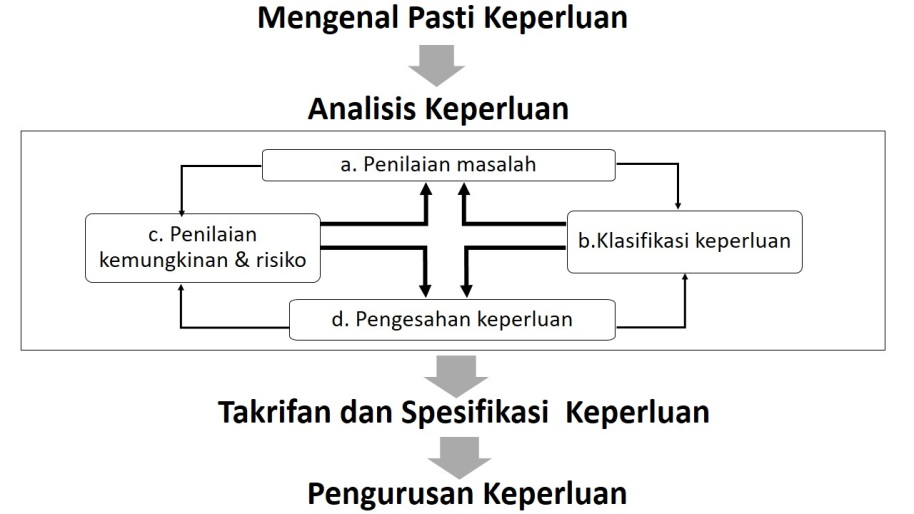 Mengenal Pasti Keperluan
Analisis Keperluan
a. Penilaian masalah
c. Penilaian
kemungkinan & risiko
b.Klasifikasi keperluan
d. Pengesahan keperluan
Takrifan dan Spesifikasi  Keperluan
Pengurusan Keperluan